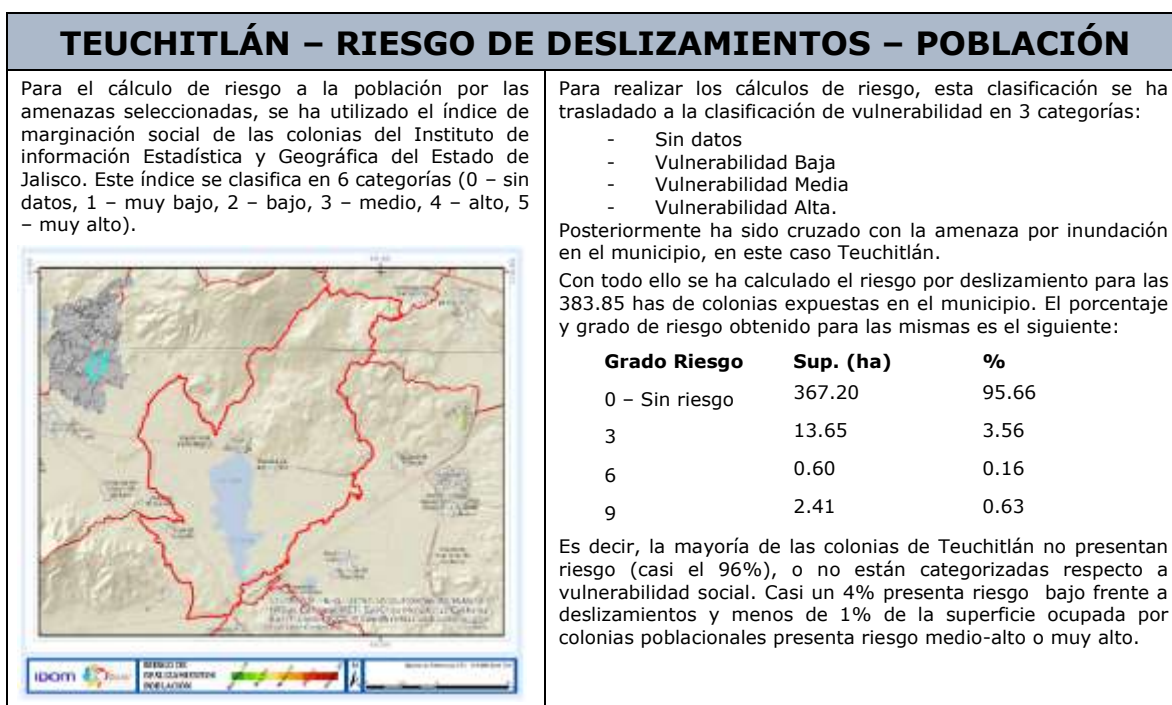 TEUCHITLÁN – RIESGO DE DESLIZAMIENTOS – POBLACIÓN
Para el cálculo de riesgo a la población por las
amenazas seleccionadas, se ha utilizado el índice de
marginación social de las colonias del Instituto de
información Estadística y Geográfica del Estado de
Jalisco. Este índice se clasifica en 6 categorías (0 – sin
datos, 1 – muy bajo, 2 – bajo, 3 – medio, 4 – alto, 5
– muy alto).
IDOM
RIESGO DE
DESLIZAMIENTOS
POBLACIÓN
Para realizar los cálculos de riesgo, esta clasificación se ha
trasladado a la clasificación de vulnerabilidad en 3 categorías:
- Sin datos
- Vulnerabilidad Baja
- Vulnerabilidad Media
- Vulnerabilidad Alta.
Posteriormente ha sido cruzado con la amenaza por inundación
en el municipio, en este caso Teuchitlán.
Con todo ello se ha calculado el riesgo por deslizamiento para las
383.85 has de colonias expuestas en el municipio. El porcentaje
y grado de riesgo obtenido para las mismas es el siguiente:
Grado Riesgo Sup. (ha) %
0 – Sin riesgo 367.20 95.66
3 13.65 3.56
6 0.60 0.16
9 2.41 0.63
Es decir, la mayoría de las colonias de Teuchitlán no presentan
riesgo (casi el 96%), o no están categorizadas respecto a
vulnerabilidad social. Casi un 4% presenta riesgo bajo frente a
deslizamientos y menos de 1% de la superficie ocupada por
colonias poblacionales presenta riesgo medio-alto o muy alto.